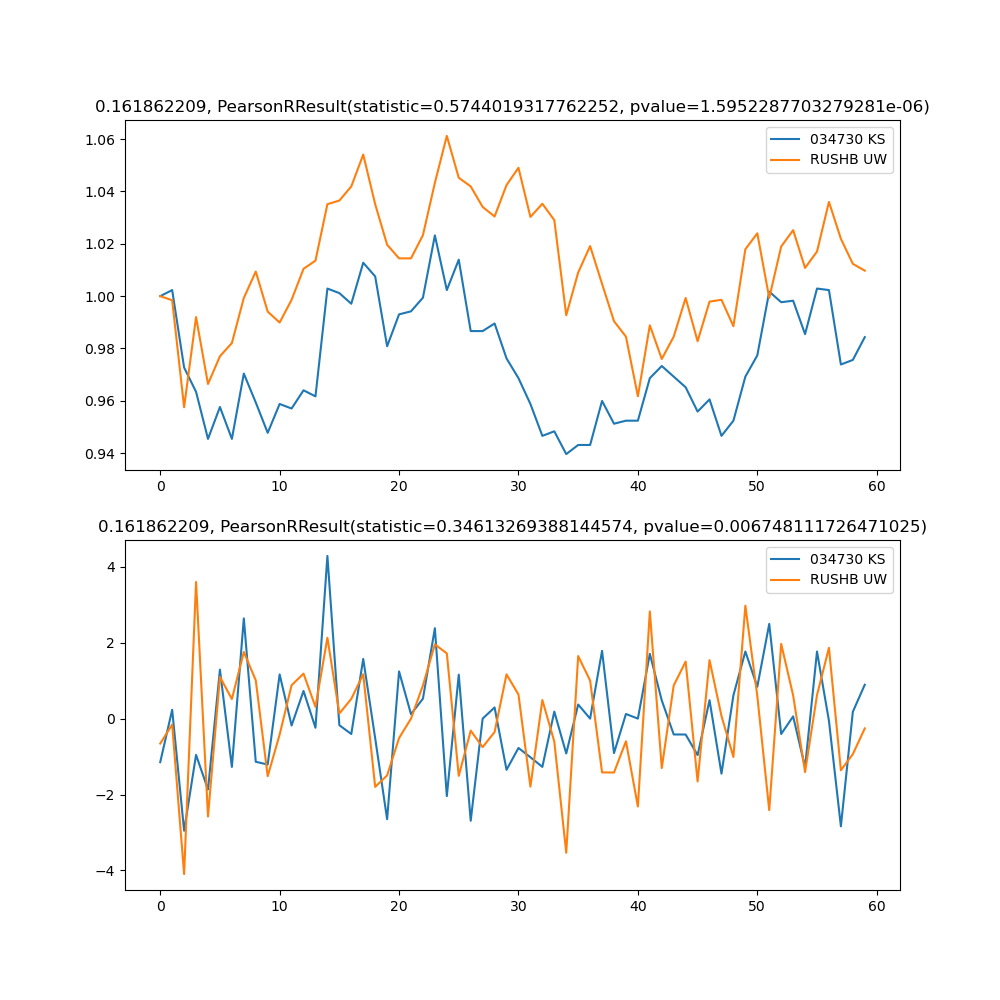 0.161862209, PearsonRResult(statistic=0.5744019317762252, pvalue=1.5952287703279281e-06)
034730 KS
RUSHB UW
1.06
1.04
1.02
1.00
0.98
0.96
0.94
0 10 20 30 40 50 60
0.161862209, PearsonRResult(statistic=0.34613269388144574, pvalue=0.006748111726471025)
034730 KS
RUSHB UW
4
2
0
−2
−4
0 10 20 30 40 50 60